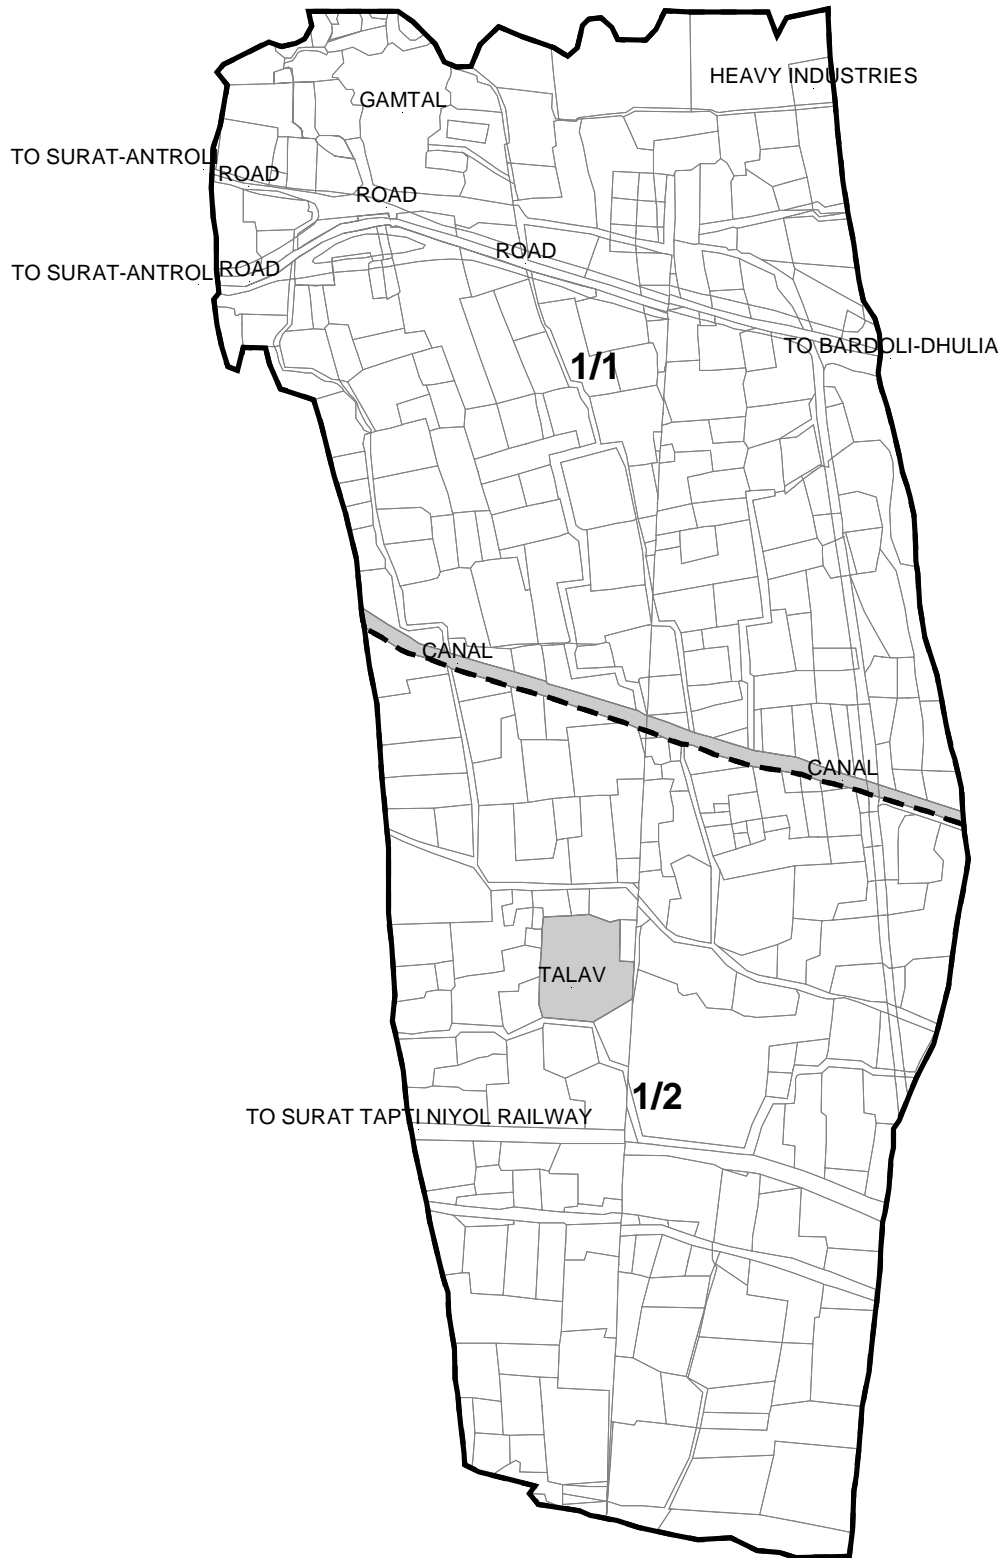 HEAVY INDUSTRIES
GAMTAL
TO SURAT-ANTROLI
ROAD
ROAD
ROAD
TO SURAT-ANTROLI
ROAD
TO BARDOLI-DHULIA
1/1
CANAL
CANAL
TALAV
1/2
TO SURAT TAPTI NIYOL RAILWAY